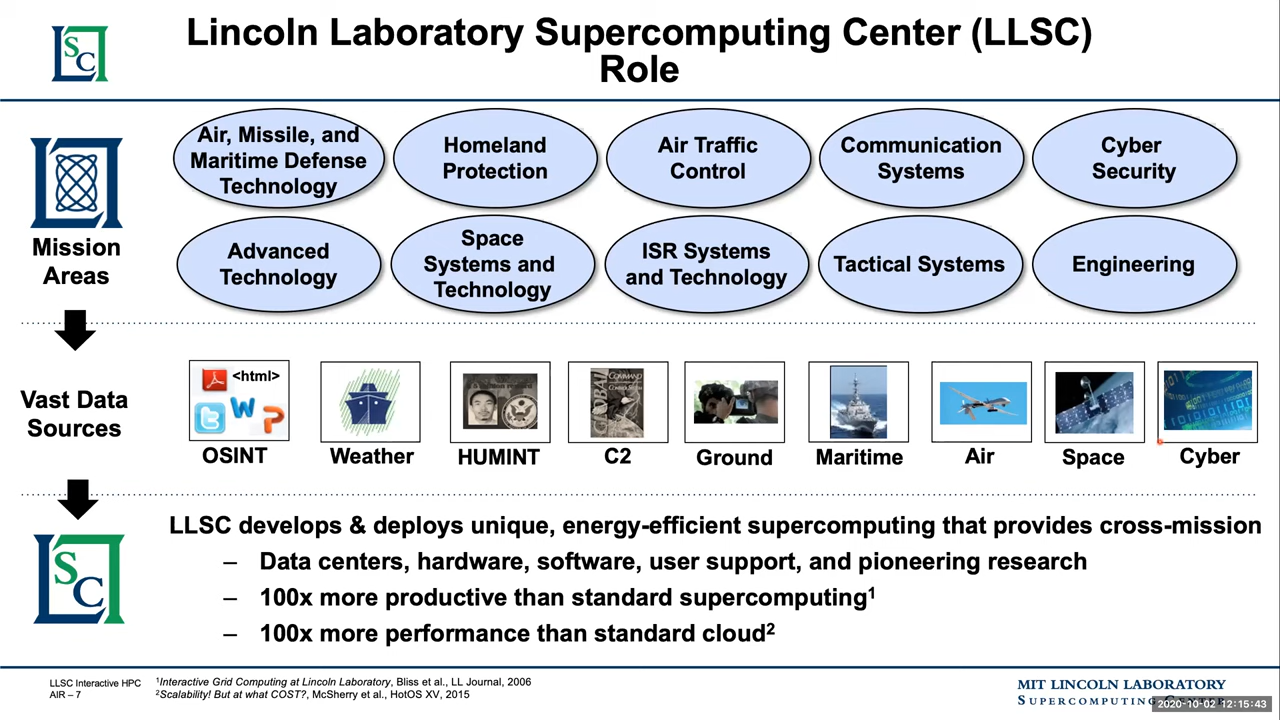 Lincoln Laboratory Supercomputing Center (LLSC)
Role
S
C
Air, Missile, and
Maritime Defense
Technology
Homeland
Protection
Air Traffic
Control
Communication
Systems
Cyber
Security
Mission
Areas
Advanced
Technology
Space
Systems and
Technology
ISR Systems
and Technology
Tactical Systems
Engineering
Vast Data
Sources
<html>
W
P
GLOBAL
COMMAND
OSINT
Weather
HUMINT
C2
Ground
Maritime
Air
Space
Cyber
S
C
LLSC develops & deploys unique, energy-efficient supercomputing that provides cross-mission
– Data centers, hardware, software, user support, and pioneering research
– 100x more productive than standard supercomputing1
– 100x more performance than standard cloud2
LLSC Interactive HPC
AIR – 7
1Interactive Grid Computing at Lincoln Laboratory, Bliss et al., LL Journal, 2006
2Scalability! But at what COST?, McSherry et al., HotOS XV, 2015
MIT LINCOLN LABORATORY
SUPERCOMPUTING CENTER
2020-10-02 12:15:43